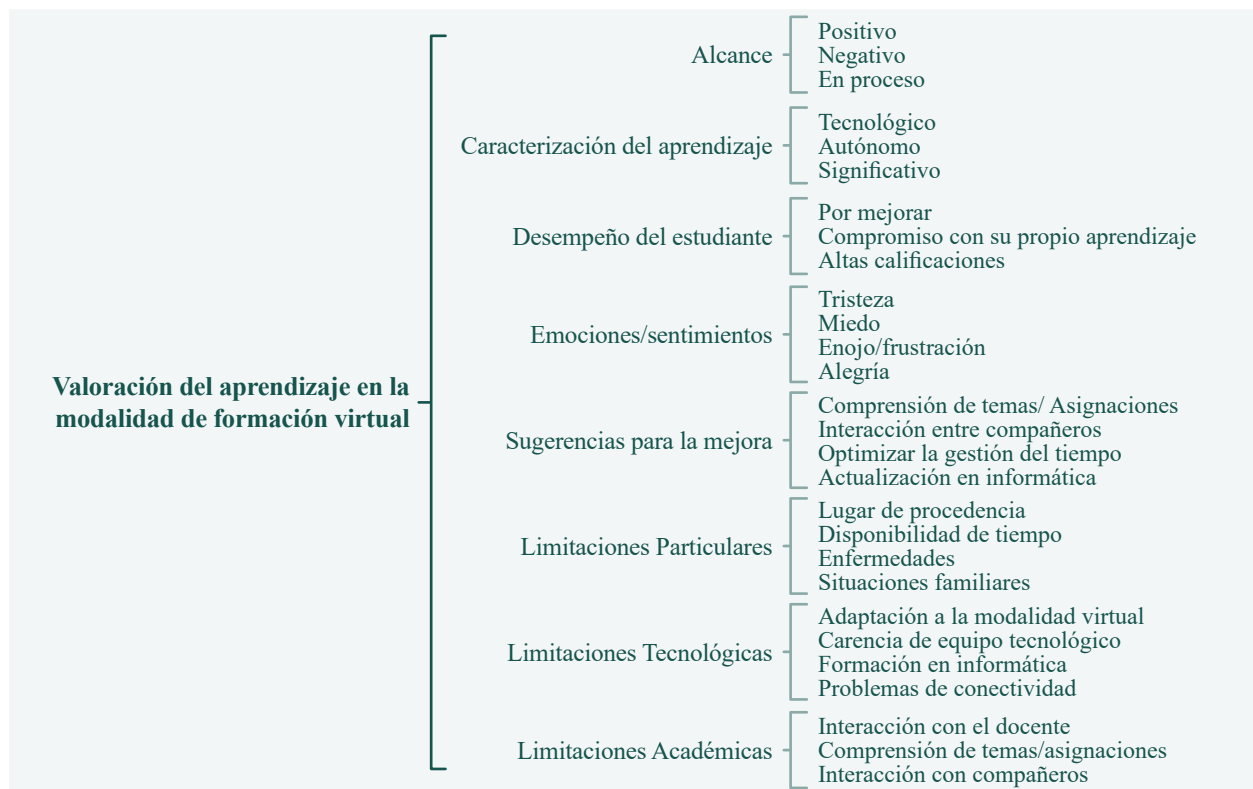 Valoración del aprendizaje en la
modalidad de formación virtual
Alcance
Positivo
Negativo
En proceso
Caracterización del aprendizaje
Tecnológico
Autónomo
Significativo
Desempeño del estudiante
Por mejorar
Compromiso con su propio aprendizaje
Altas calificaciones
Emociones/sentimientos
Tristeza
Miedo
Enojo/frustración
Alegría
Sugerencias para la mejora
Comprensión de temas/ Asignaciones
Interacción entre compañeros
Optimizar la gestión del tiempo
Actualización en informática
Limitaciones Particulares
Lugar de procedencia
Disponibilidad de tiempo
Enfermedades
Situaciones familiares
Limitaciones Tecnológicas
Adaptación a la modalidad virtual
Carencia de equipo tecnológico
Formación en informática
Problemas de conectividad
Limitaciones Académicas
Interacción con el docente
Comprensión de temas/asignaciones
Interacción con compañeros